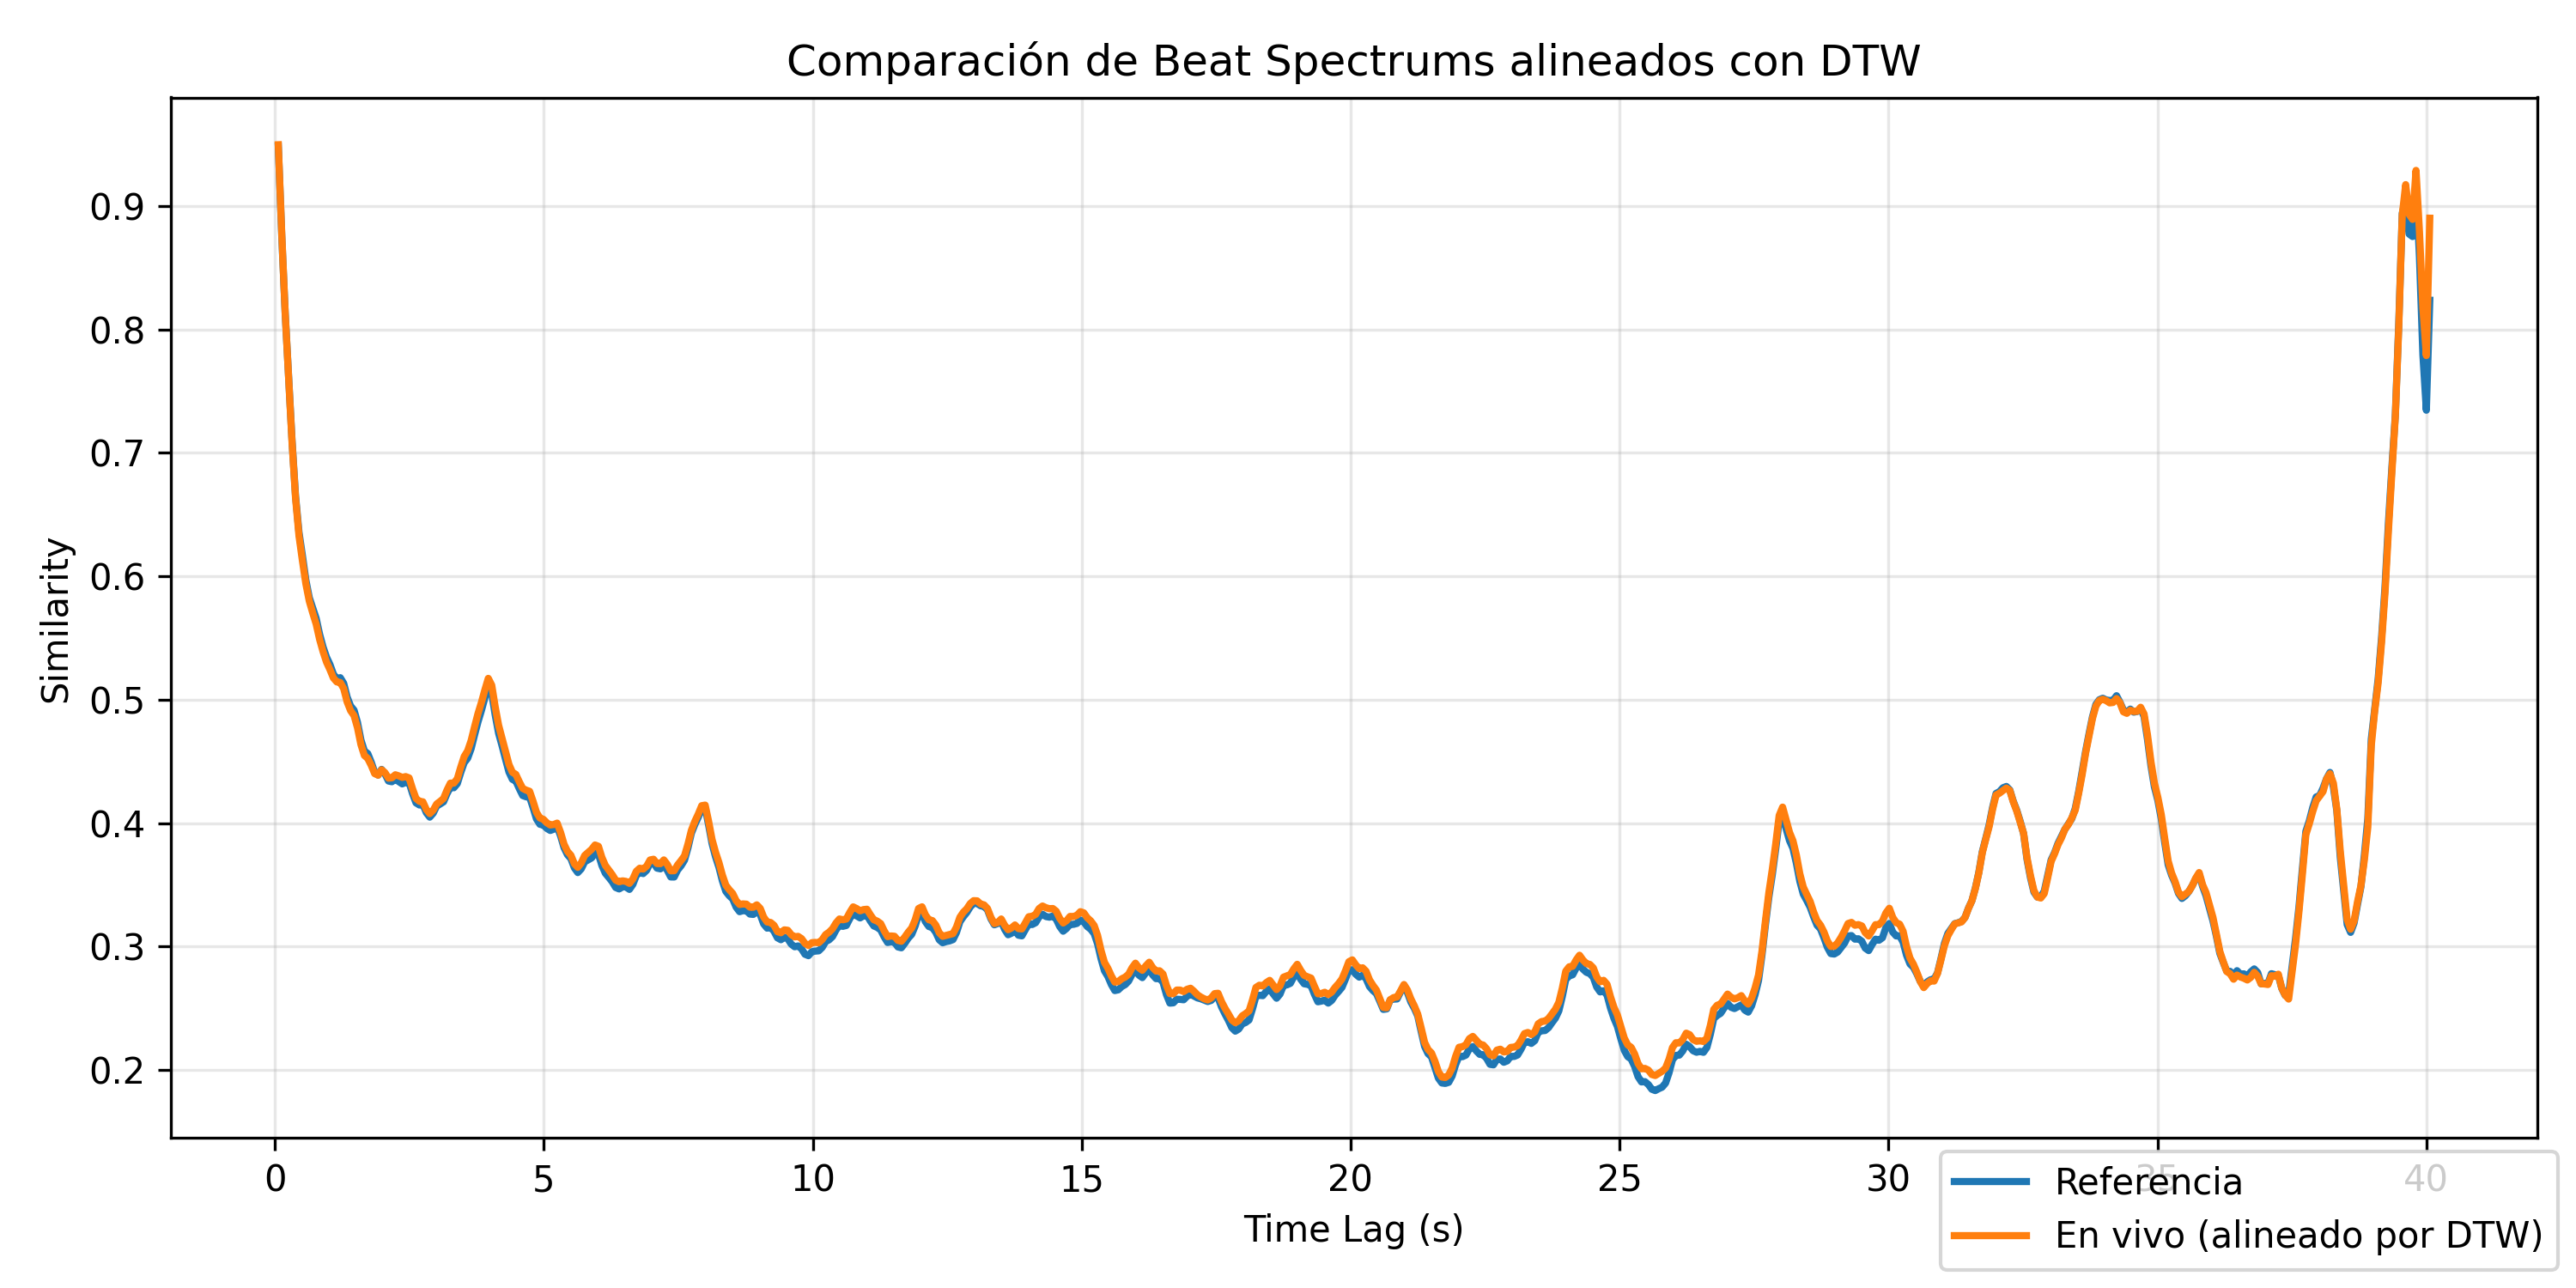 Comparación de Beat Spectrums alineados con DTW
Similarity
0.9
0.8
0.7
0.6
0.5
0.4
0.3
0.2
0 5 10 15 20 25 30 35 40
Time Lag (s)
Referencia
En vivo (alineado por DTW)